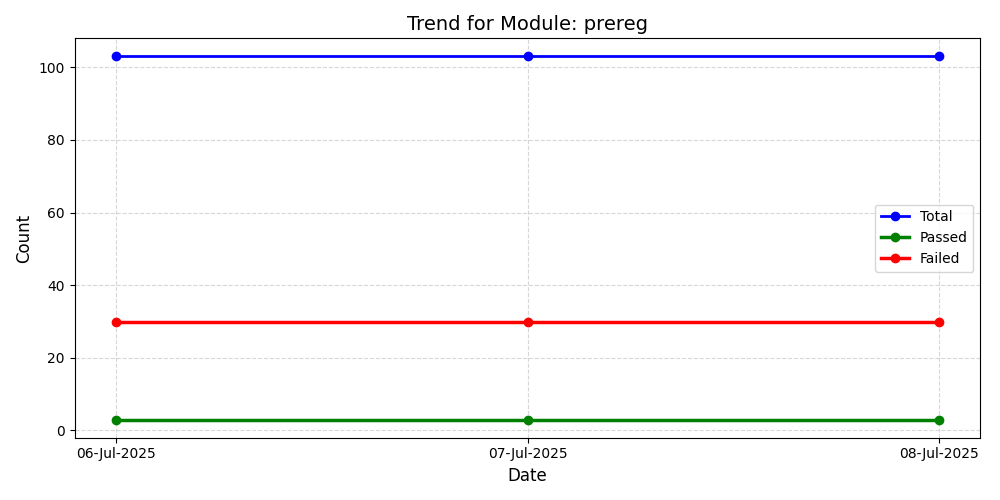 Trend for Module: prereg
Count
100
80
60
40
20
0
Total
Passed
Failed
06-Jul-2025
07-Jul-2025
08-Jul-2025
Date